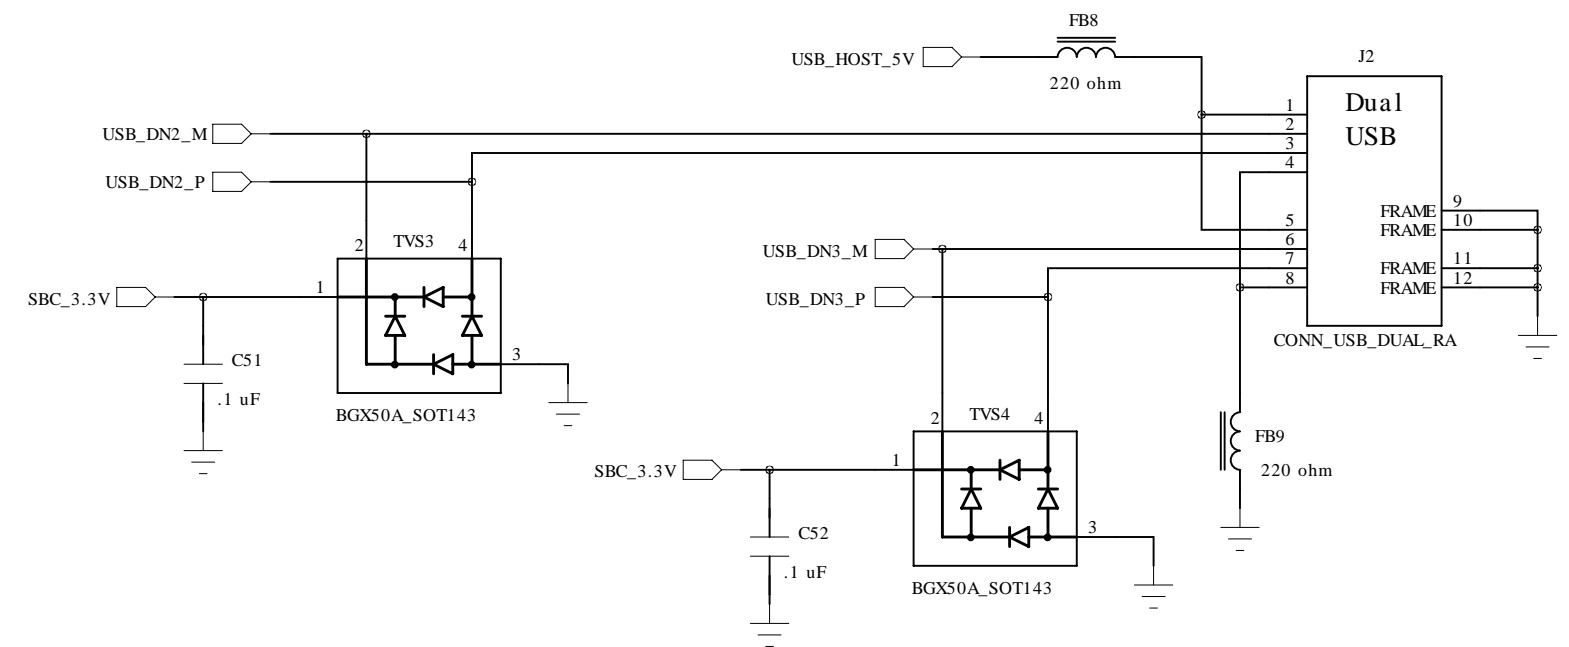 FB8
USB_HOST_5V
220 ohm
J2
Dual
USB
1
2
3
4
5
6
7
8
FRAME 9
FRAME 10
FRAME 11
FRAME 12
CONN_USB_DUAL_RA
USB_DN2_M
USB_DN2_P
2
TVS3
4
SBC_3.3V
1
3
C51
.1 uF
BGX50A_SOT143
USB_DN3_M
USB_DN3_P
2
TVS4
4
SBC_3.3V
1
3
C52
.1 uF
BGX50A_SOT143
FB9
220 ohm